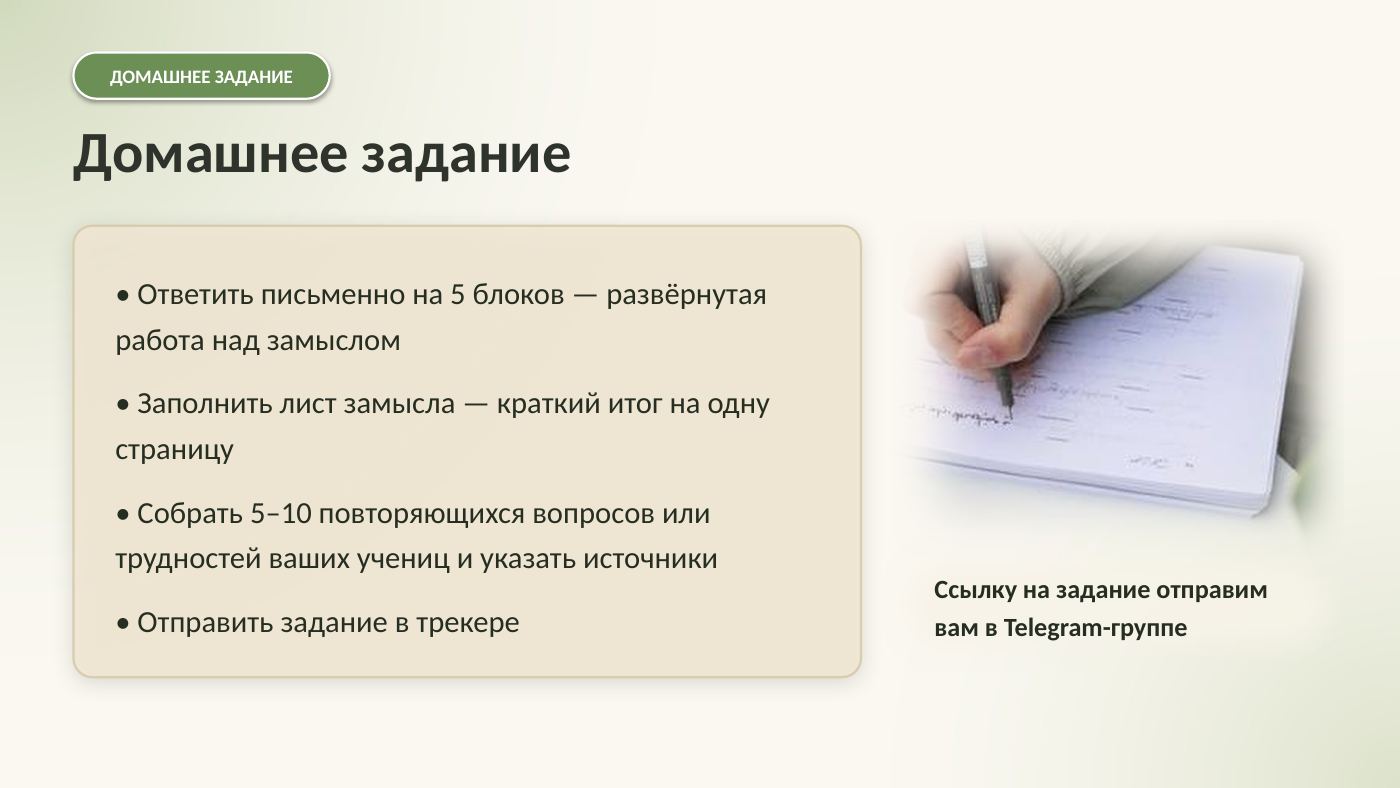 ДОМАШНЕЕ ЗАДАНИЕ
Домашнее задание
• Ответить письменно на 5 блоков — развёрнутая
работа над замыслом
• Заполнить лист замысла — краткий итог на одну
страницу
• Собрать 5–10 повторяющихся вопросов или
трудностей ваших учениц и указать источники
• Отправить задание в трекере
Ссылку на задание отправим
вам в Telegram-группе